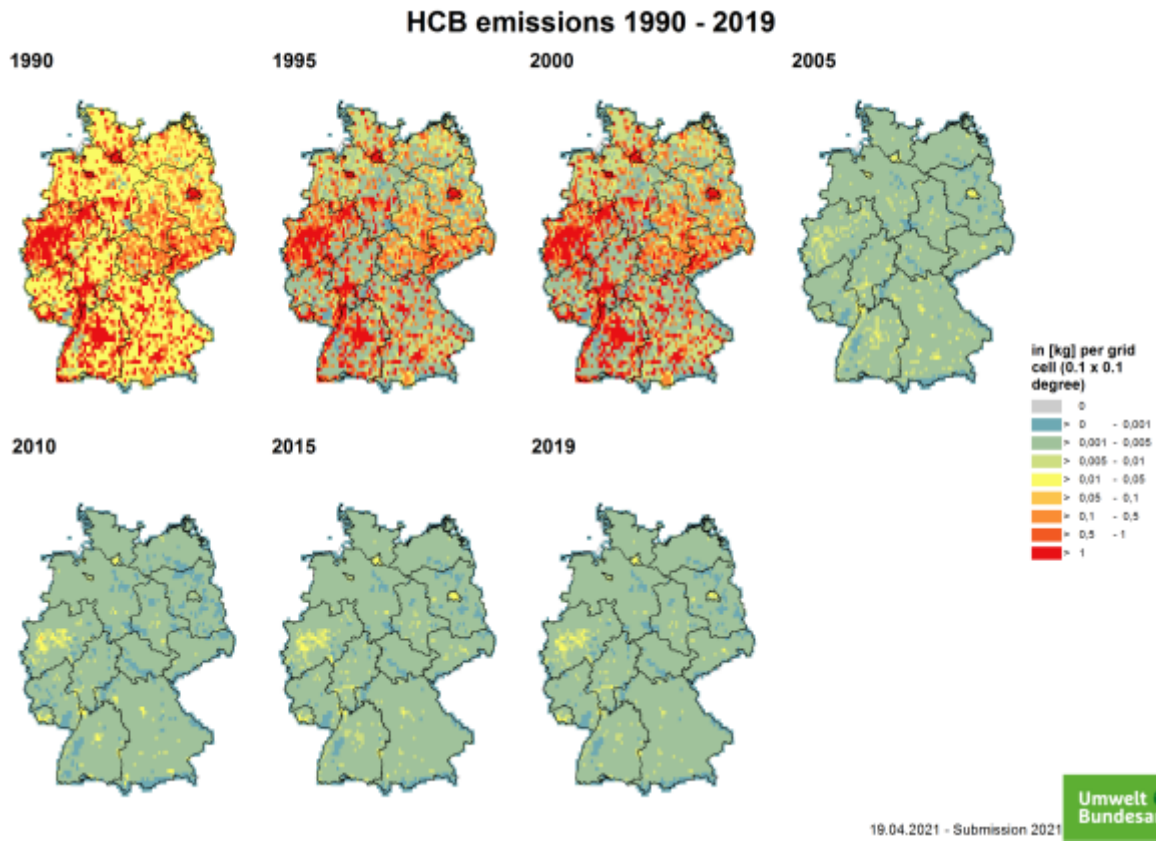 HCB emissions 1990 - 2019
1990
1995
2000
2005
2010
2015
2019
in [kg] per grid
cell (0.1 x 0.1
degree)
0
> 0 - 0,001
> 0,001 - 0,005
> 0,005 - 0,01
> 0,01 - 0,05
> 0,05 - 0,1
> 0,1 - 0,5
> 0,5 - 1
> 1
19.04.2021 - Submission 2021
Umwelt
Bundesa